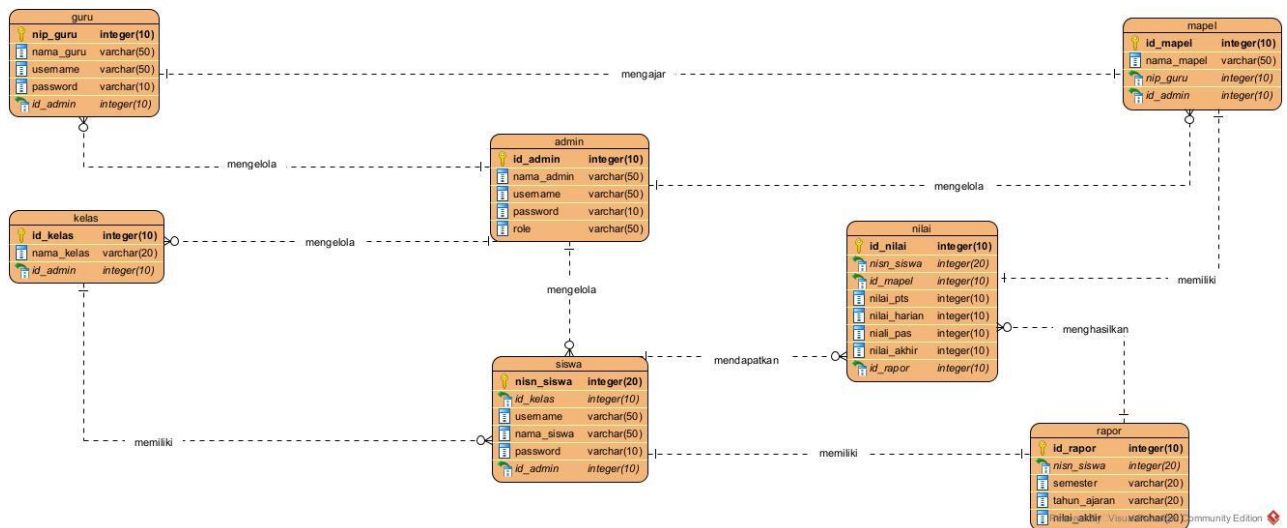 guru
nip_guru integer(10)
nama_guru varchar(50)
username varchar(50)
password varchar(10)
id_admin integer(10)
mengajar
mapel
id_mapel integer(10)
nama_mapel varchar(50)
nip_guru integer(10)
id_admin integer(10)
mengelola
admin
id_admin integer(10)
nama_admin varchar(50)
username varchar(50)
password varchar(10)
role varchar(50)
mengelola
kelas
id_kelas integer(10)
nama_kelas varchar(20)
id_admin integer(10)
mengelola
mengelola
nilai
id_nilai integer(10)
nisn_siswa integer(20)
id_mapel integer(10)
nilai_pts integer(10)
nilai_harian integer(10)
niali_pas integer(10)
nilai_akhir integer(10)
id_rapor integer(10)
memiliki
menghasilkan
mendapatkan
siswa
nisn_siswa integer(20)
id_kelas integer(10)
username varchar(50)
nama_siswa varchar(50)
password varchar(10)
id_admin integer(10)
memiliki
memiliki
rapor
id_rapor integer(10)
nisn_siswa integer(20)
semester varchar(20)
tahun_ajaran varchar(20)
nilai_akhir varchar(20)
Community Edition